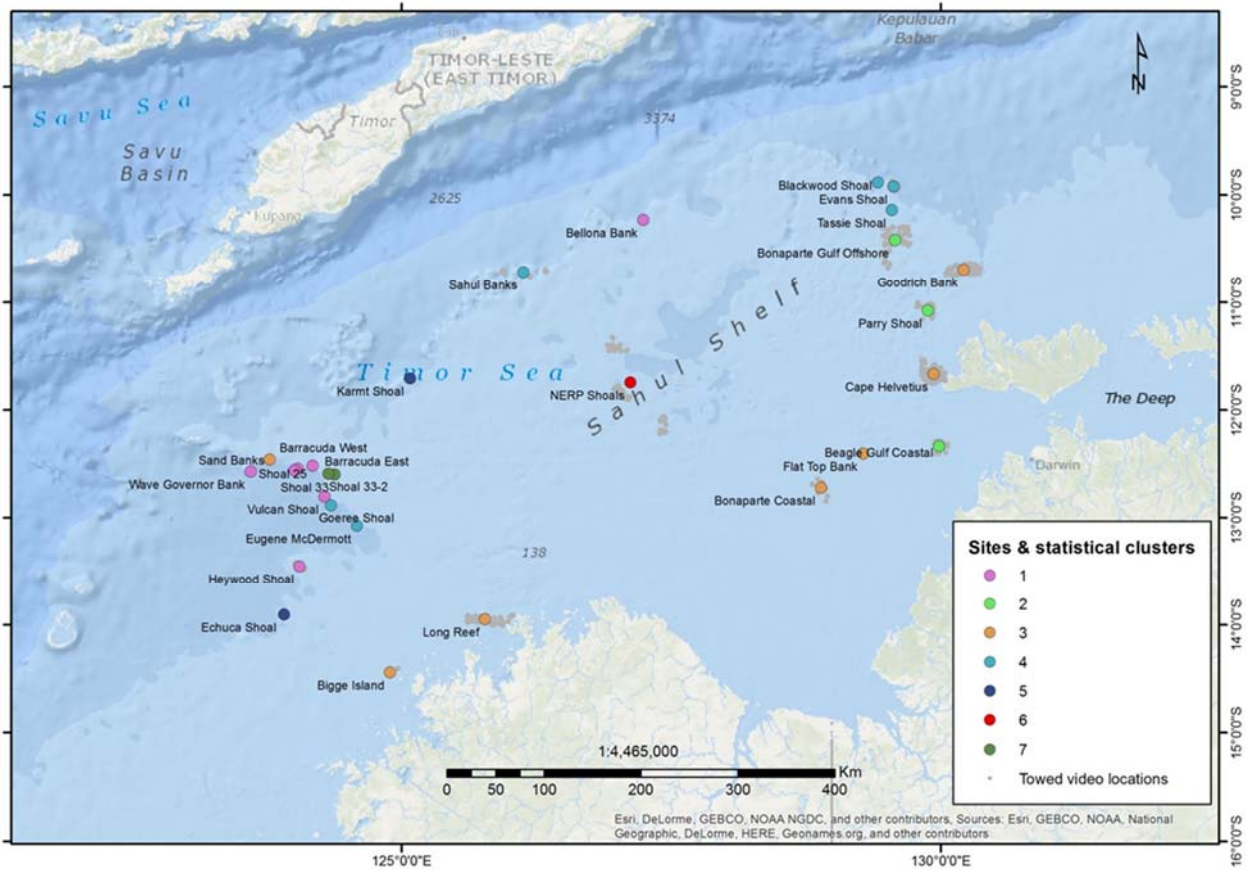 Kepulauan
Babar
Dili
TIMOR-LESTE
(EAST TIMOR)
9°0'0"S
Savu Sea
Timor
3374
Savu
Basin
Blackwood Shoal
10°0'0"S
Evans Shoal
2625
Kupang
Tassie Shoal
Bellona Bank
Bonaparte Gulf Offshore
Sahul Banks
Goodrich Bank
11°0'0"S
Parry Shoal
Sahul Shelf
Timor Sea
Karmt Shoal
NERP Shoals
Cape Helvetius
The Deep
12°0'0"S
Barracuda West
Sand Banks
Barracuda East
Beagle Gulf Coastal
Shoal 25
Flat Top Bank
Darwin
Wave Governor Bank
Shoal 33
Shoal 33-2
Bonaparte Coastal
Vulcan Shoal
Goeree Shoal
13°0'0"S
Eugene McDermott
138
Heywood Shoal
Echuca Shoal
Long Reef
14°0'0"S
Bigge Island
15°0'0"S
Sites & statistical clusters
1
2
3
4
5
6
7
Towed video locations
1:4,465,000
Km
0 50 100 200 300 400
Esri, DeLorme, GEBCO, NOAA NGDC, and other contributors, Sources: Esri, GEBCO, NOAA, National
Geographic, DeLorme, HERE, Geonames.org, and other contributors
16°0'0"S
125°0'0"E
130°0'0"E
N